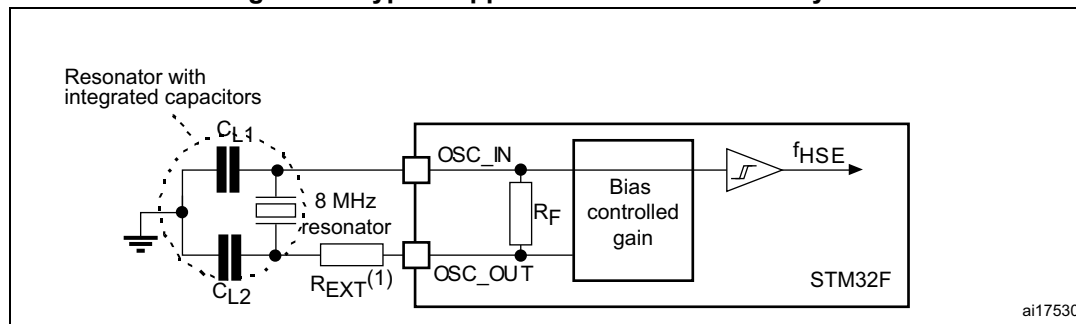 Resonator with
integrated capacitors
CL1
OSC_IN
fHSE
8 MHz
resonator
RF
Bias
controlled
gain
REXT(1)
OSC_OUT
STM32F
CL2
ai17530